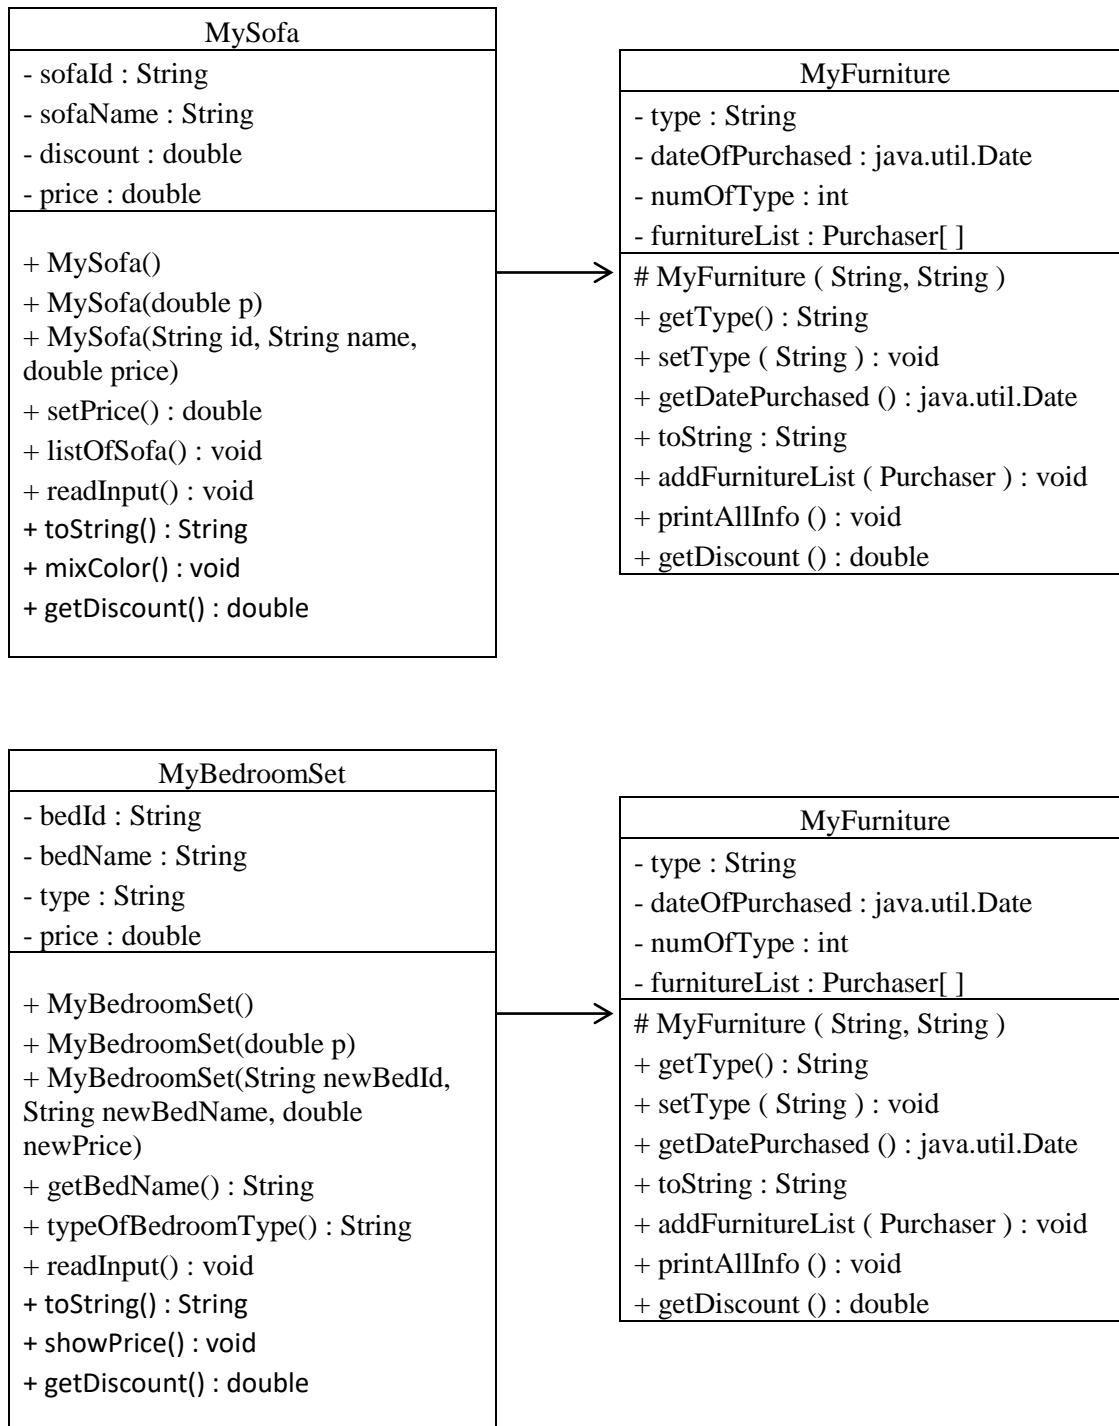 MySofa
- sofaId : String
- sofaName : String
- discount : double
- price : double
+ MySofa()
+ MySofa(double p)
+ MySofa(String id, String name,
double price)
+ setPrice() : double
+ listOfSofa() : void
+ readInput() : void
+ toString() : String
+ mixColor() : void
+ getDiscount() : double
MyFurniture
- type : String
- dateOfPurchased : java.util.Date
- numOfType : int
- furnitureList : Purchaser[ ]
# MyFurniture ( String, String )
+ getType() : String
+ setType ( String ) : void
+ getDatePurchased () : java.util.Date
+ toString : String
+ addFurnitureList ( Purchaser ) : void
+ printAllInfo () : void
+ getDiscount () : double
MyBedroomSet
- bedId : String
- bedName : String
- type : String
- price : double
+ MyBedroomSet()
+ MyBedroomSet(double p)
+ MyBedroomSet(String newBedId,
String newBedName, double
newPrice)
+ getBedName() : String
+ typeOfBedroomType() : String
+ readInput() : void
+ toString() : String
+ showPrice() : void
+ getDiscount() : double
MyFurniture
- type : String
- dateOfPurchased : java.util.Date
- numOfType : int
- furnitureList : Purchaser[ ]
# MyFurniture ( String, String )
+ getType() : String
+ setType ( String ) : void
+ getDatePurchased () : java.util.Date
+ toString : String
+ addFurnitureList ( Purchaser ) : void
+ printAllInfo () : void
+ getDiscount () : double